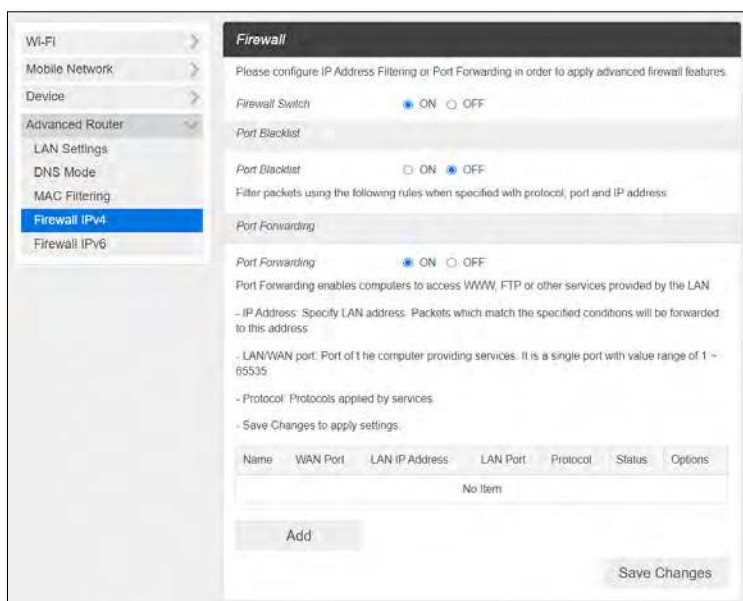 Wi-Fi
Mobile Network
Device
Advanced Router
LAN Settings
DNS Mode
MAC Filtering
Firewall IPv4
Firewall IPv6
Firewall
Please configure IP Address Filtering or Port Forwarding in order to apply advanced firewall features.
Firewall Switch ON OFF
Port Blacklist
Port Blacklist ON OFF
Filter packets using the following rules when specified with protocol, port and IP address
Port Forwarding
Port Forwarding ON OFF
Port Forwarding enables computers to access WWW, FTP or other services provided by the LAN
- IP Address: Specify LAN address. Packets which match the specified conditions will be forwarded
to this address
- LAN/WAN port: Port of t he computer providing services. It is a single port with value range of 1 ~
65535
- Protocol: Protocols applied by services
- Save Changes to apply settings.
Name WAN Port LAN IP Address LAN Port Protocol Status Options
No Item
Add
Save Changes